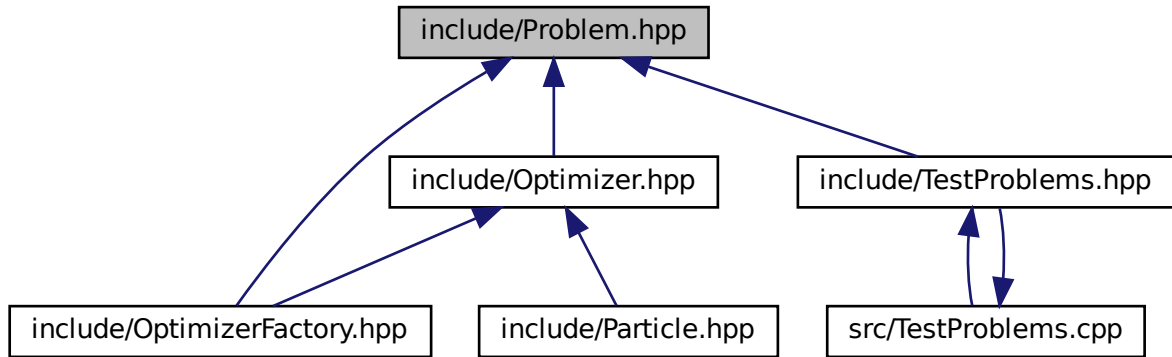 include/Problem.hpp
include/Optimizer.hpp
include/TestProblems.hpp
include/OptimizerFactory.hpp
include/Particle.hpp
src/TestProblems.cpp